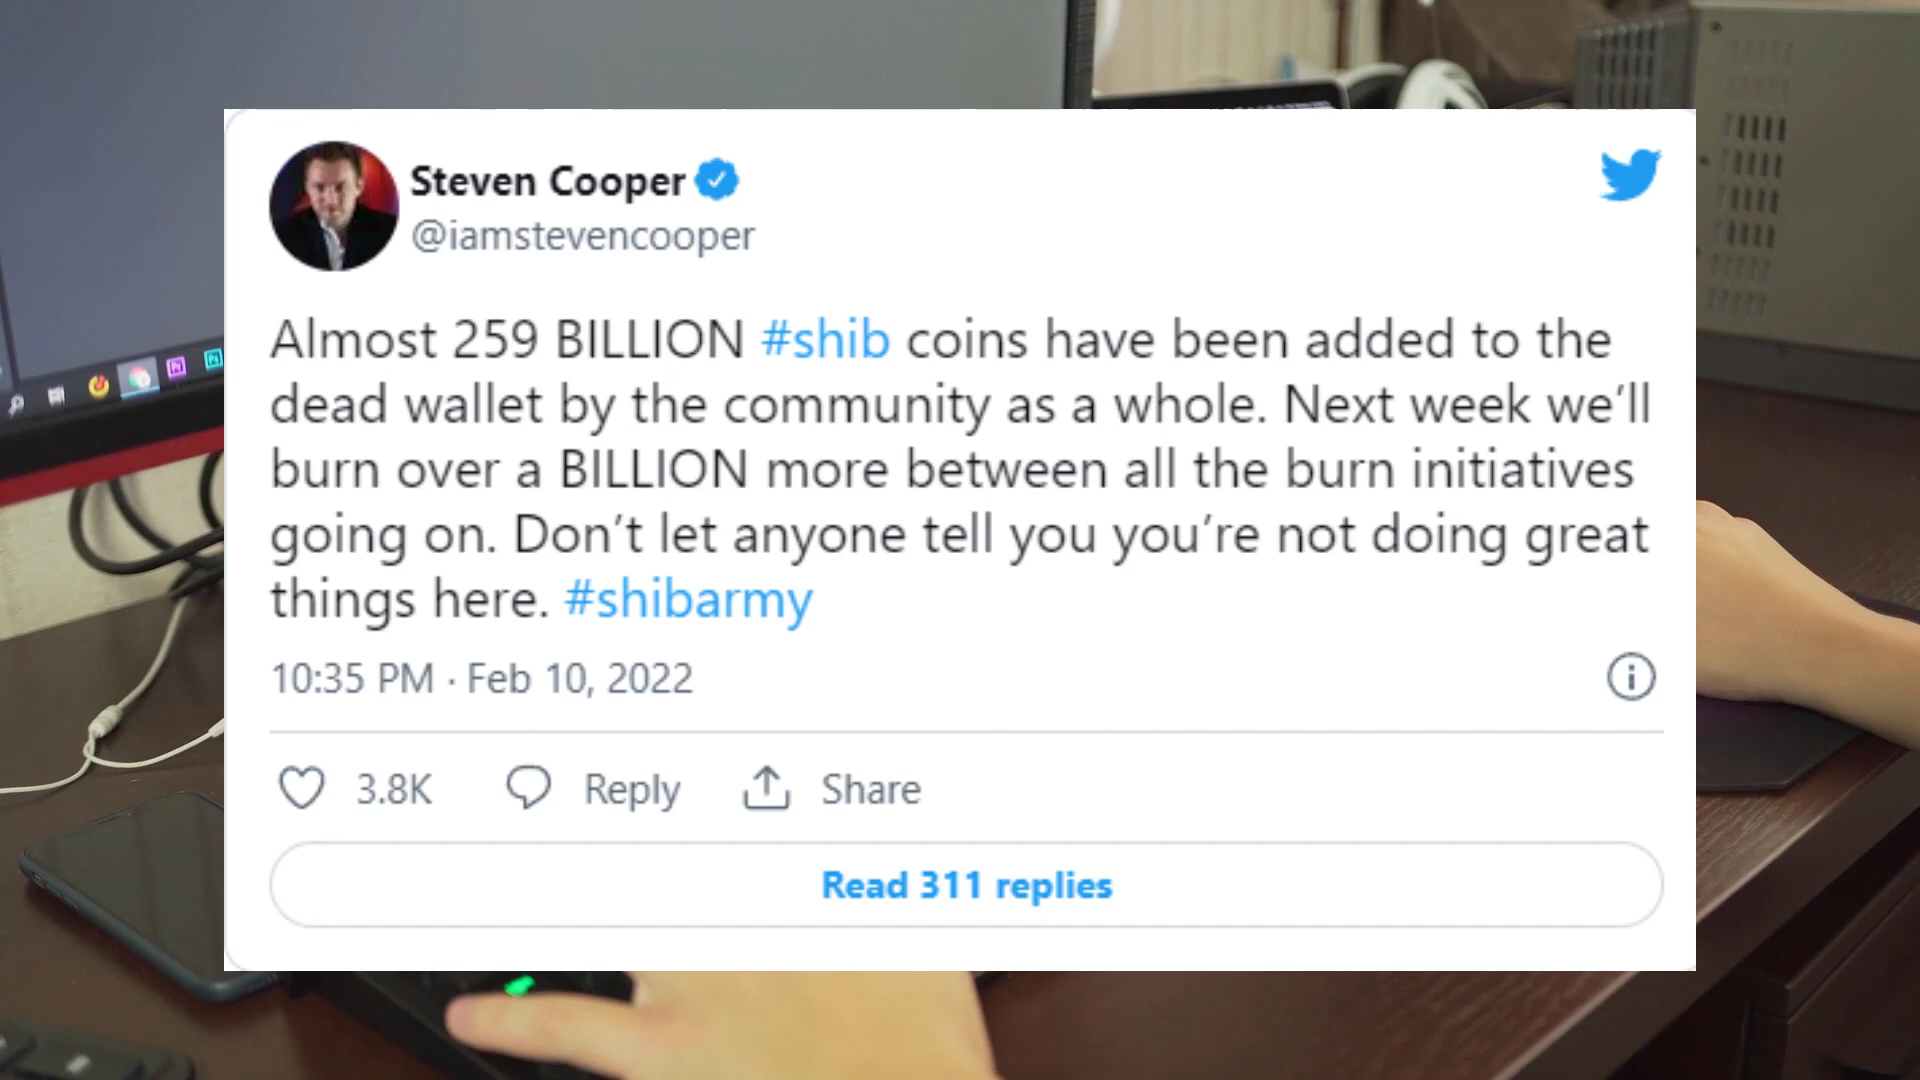 Steven Cooper
@iamstevencooper
Almost 259 BILLION #shib coins have been added to the
dead wallet by the community as a whole. Next week we’ll
burn over a BILLION more between all the burn initiatives
going on. Don’t let anyone tell you you’re not doing great
things here. #shibarmy
10:35 PM · Feb 10, 2022
3.8K Reply Share
Read 311 replies